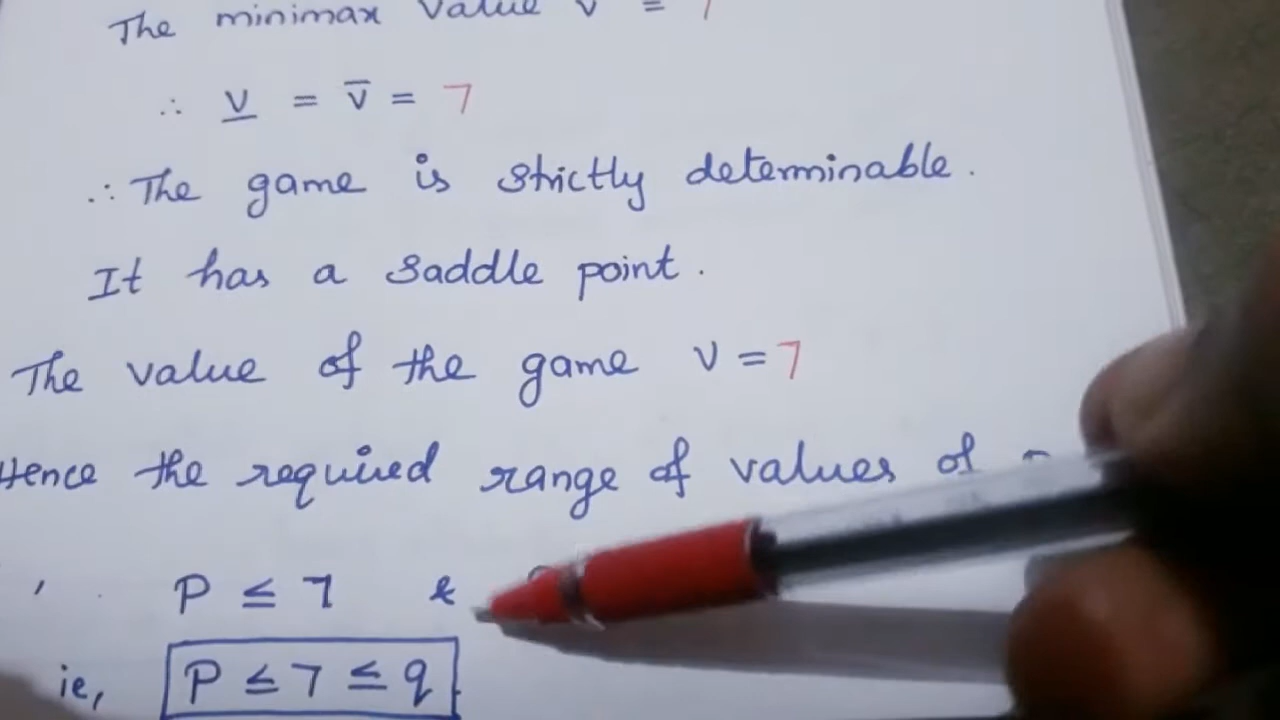 The minimax value v = 7
∴ v̲ = v̄ = 7
∴ The game is strictly determinable.
It has a saddle point.
The value of the game v = 7
Hence the required range of values of
P ≤ 7 &
ie, P ≤ 7 ≤ q